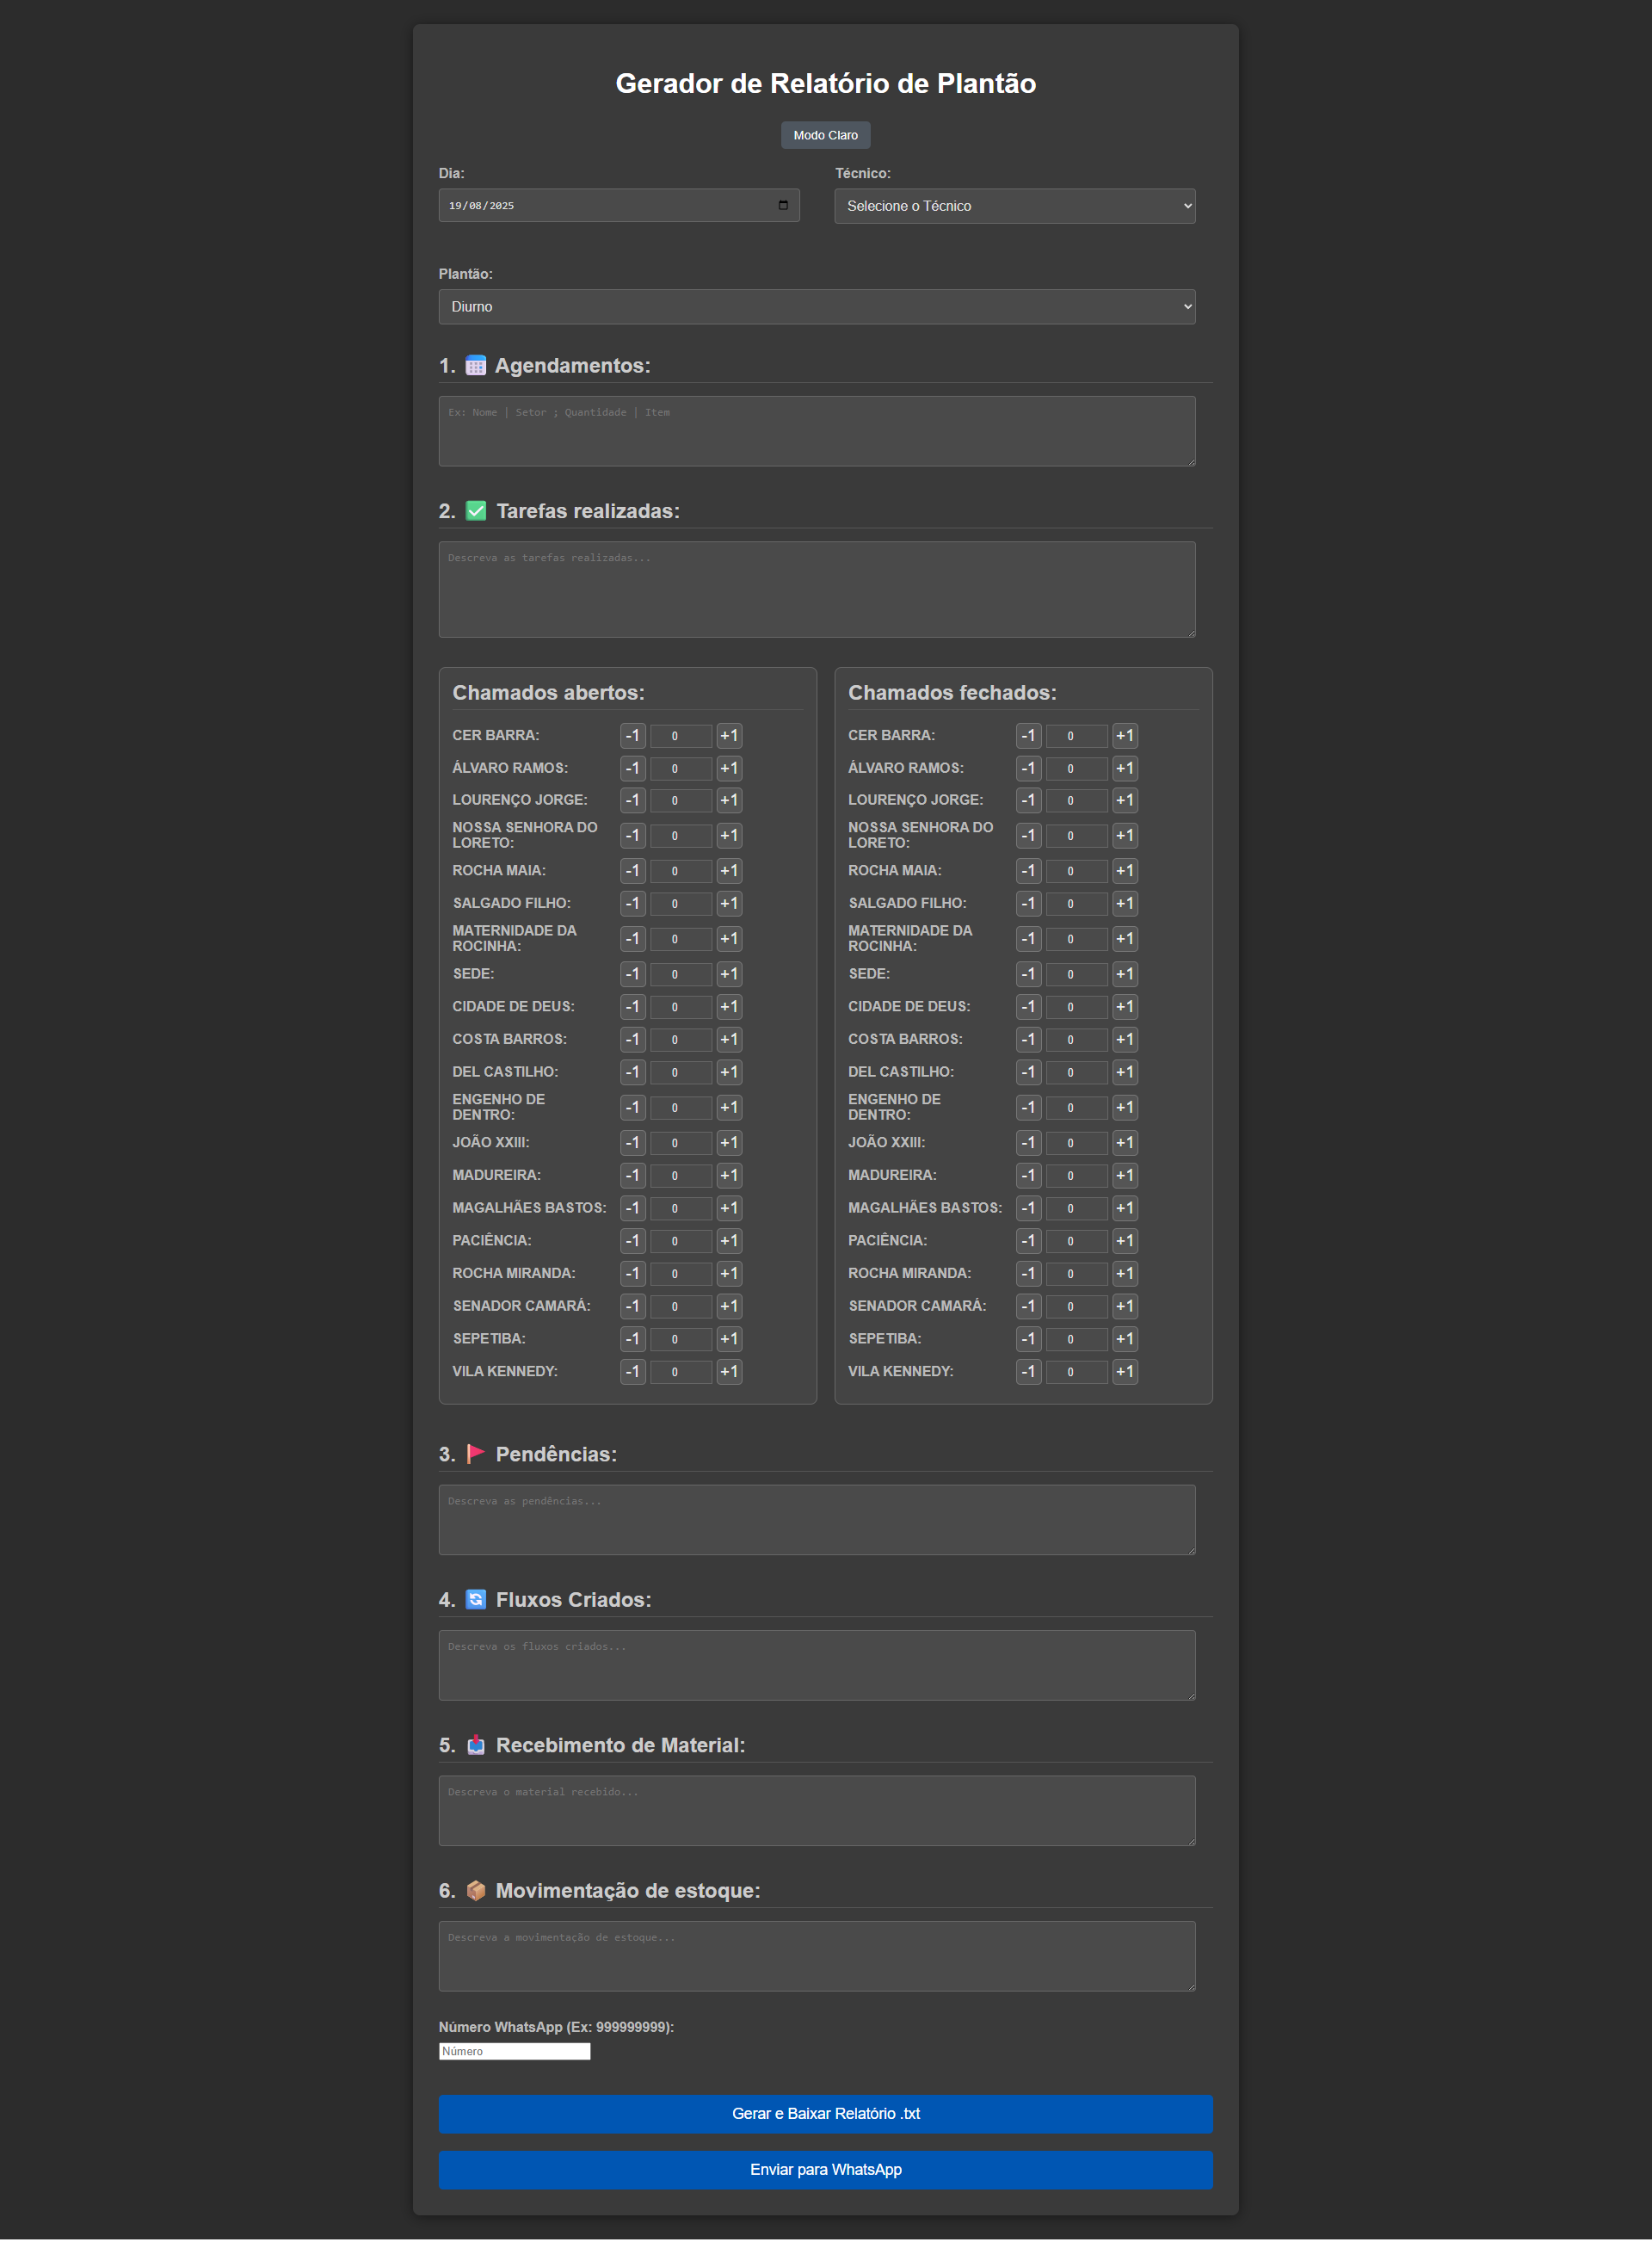 Gerador de Relatório de Plantão
Modo Claro
Dia:
19/08/2025
Técnico:
Selecione o Técnico
Plantão:
Diurno
1. Agendamentos:
Ex: Nome | Setor ; Quantidade | Item
2. ✅ Tarefas realizadas:
Descreva as tarefas realizadas...
Chamados abertos:
CER BARRA: -1 0 +1
ÁLVARO RAMOS: -1 0 +1
LOURENÇO JORGE: -1 0 +1
NOSSA SENHORA DO
LORETO: -1 0 +1
ROCHA MAIA: -1 0 +1
SALGADO FILHO: -1 0 +1
MATERNIDADE DA
ROCINHA: -1 0 +1
SEDE: -1 0 +1
CIDADE DE DEUS: -1 0 +1
COSTA BARROS: -1 0 +1
DEL CASTILHO: -1 0 +1
ENGENHO DE
DENTRO: -1 0 +1
JOÃO XXIII: -1 0 +1
MADUREIRA: -1 0 +1
MAGALHÃES BASTOS: -1 0 +1
PACIÊNCIA: -1 0 +1
ROCHA MIRANDA: -1 0 +1
SENADOR CAMARÁ: -1 0 +1
SEPETIBA: -1 0 +1
VILA KENNEDY: -1 0 +1
Chamados fechados:
CER BARRA: -1 0 +1
ÁLVARO RAMOS: -1 0 +1
LOURENÇO JORGE: -1 0 +1
NOSSA SENHORA DO
LORETO: -1 0 +1
ROCHA MAIA: -1 0 +1
SALGADO FILHO: -1 0 +1
MATERNIDADE DA
ROCINHA: -1 0 +1
SEDE: -1 0 +1
CIDADE DE DEUS: -1 0 +1
COSTA BARROS: -1 0 +1
DEL CASTILHO: -1 0 +1
ENGENHO DE
DENTRO: -1 0 +1
JOÃO XXIII: -1 0 +1
MADUREIRA: -1 0 +1
MAGALHÃES BASTOS: -1 0 +1
PACIÊNCIA: -1 0 +1
ROCHA MIRANDA: -1 0 +1
SENADOR CAMARÁ: -1 0 +1
SEPETIBA: -1 0 +1
VILA KENNEDY: -1 0 +1
3. 🚩 Pendências:
Descreva as pendências...
4. 🔄 Fluxos Criados:
Descreva os fluxos criados...
5. 📥 Recebimento de Material:
Descreva o material recebido...
6. 📦 Movimentação de estoque:
Descreva a movimentação de estoque...
Número WhatsApp (Ex: 999999999):
Número
Gerar e Baixar Relatório .txt
Enviar para WhatsApp